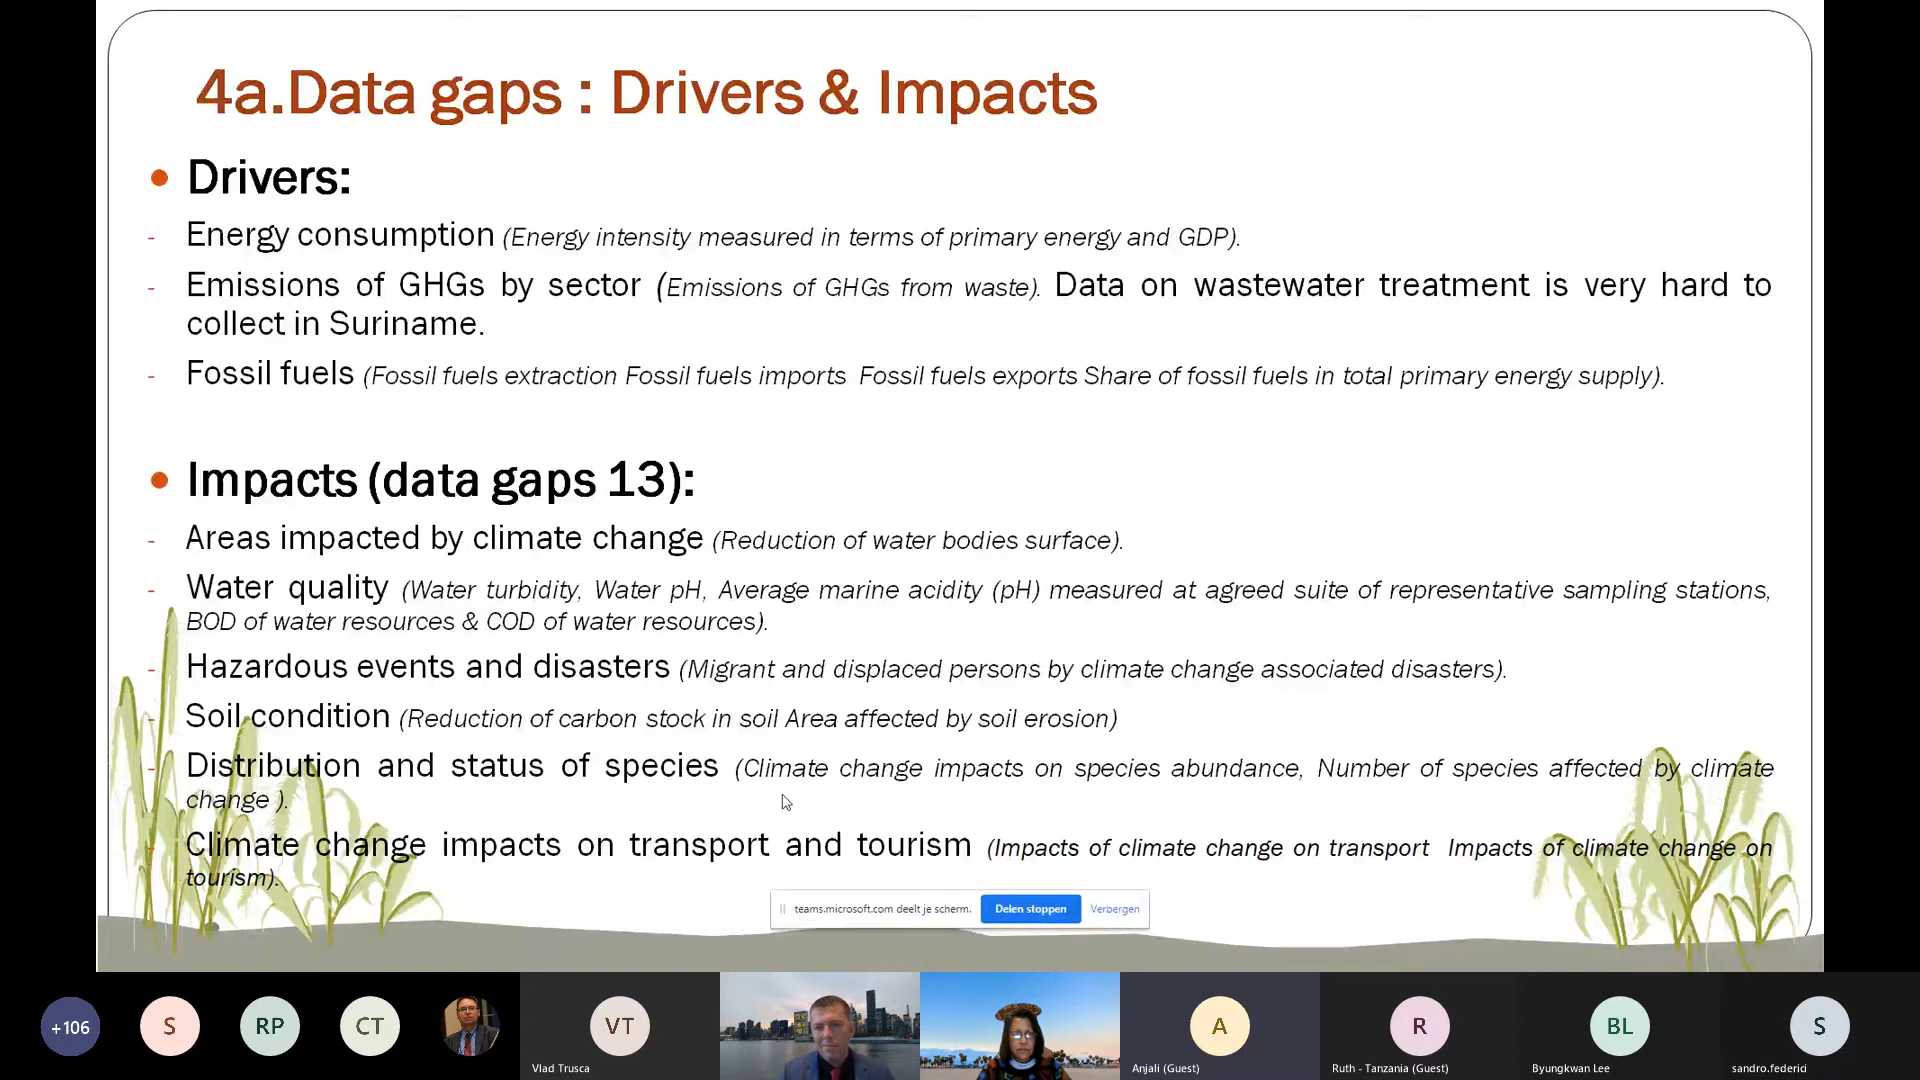 4a.Data gaps : Drivers & Impacts
Drivers:
- Energy consumption (Energy intensity measured in terms of primary energy and GDP).
- Emissions of GHGs by sector (Emissions of GHGs from waste). Data on wastewater treatment is very hard to
collect in Suriname.
- Fossil fuels (Fossil fuels extraction Fossil fuels imports Fossil fuels exports Share of fossil fuels in total primary energy supply).
Impacts (data gaps 13):
- Areas impacted by climate change (Reduction of water bodies surface).
- Water quality (Water turbidity, Water pH, Average marine acidity (pH) measured at agreed suite of representative sampling stations,
BOD of water resources & COD of water resources).
- Hazardous events and disasters (Migrant and displaced persons by climate change associated disasters).
- Soil condition (Reduction of carbon stock in soil Area affected by soil erosion)
- Distribution and status of species (Climate change impacts on species abundance, Number of species affected by climate
change ).
- Climate change impacts on transport and tourism (Impacts of climate change on transport Impacts of climate change on
tourism).
teams.microsoft.com deelt je scherm. Delen stoppen Verbergen
+106 S RP CT VT A R BL S
Vlad Trusca Anjali (Guest) Ruth - Tanzania (Guest) Byungkwan Lee sandro.federici